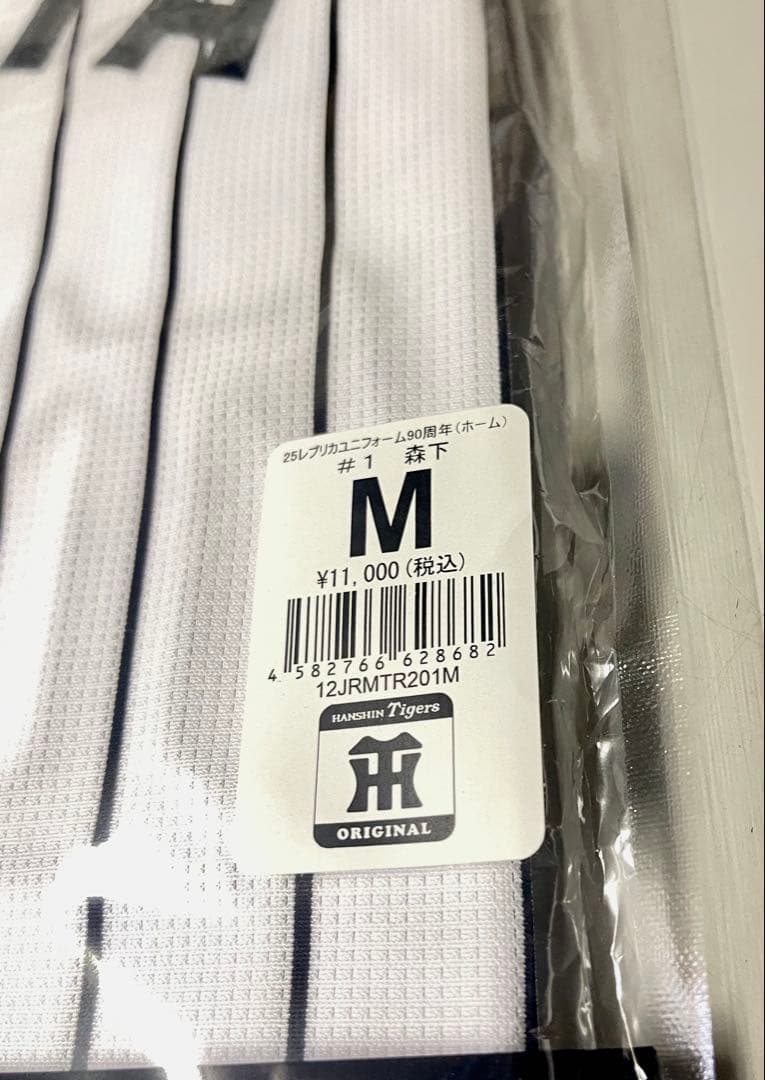 25レプリカユニフォーム90周年(ホーム)
#1 森下
M
¥11,000(税込)
4 582766 628682
12JRMTR201M
HANSHIN Tigers
ORIGINAL